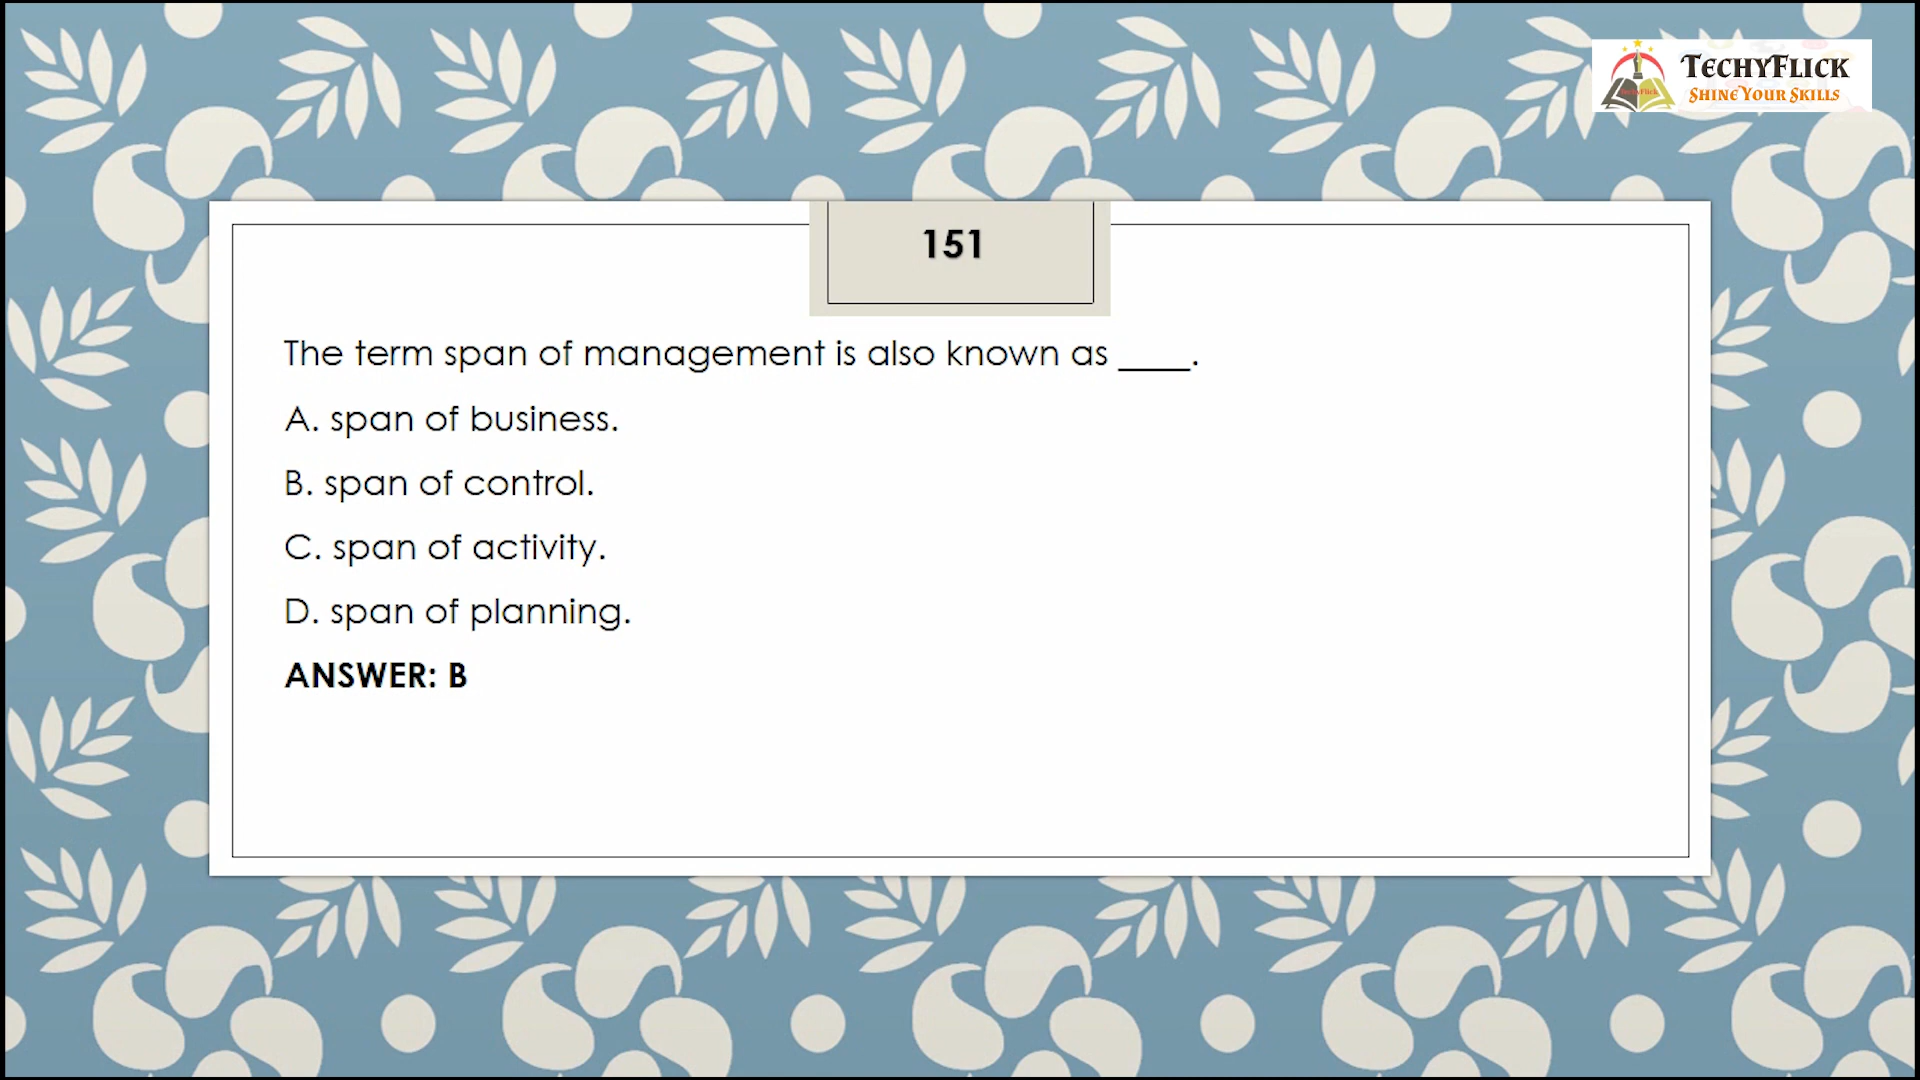 TECHYFLICK
SHINE YOUR SKILLS
151
The term span of management is also known as ____.
A. span of business.
B. span of control.
C. span of activity.
D. span of planning.
ANSWER: B